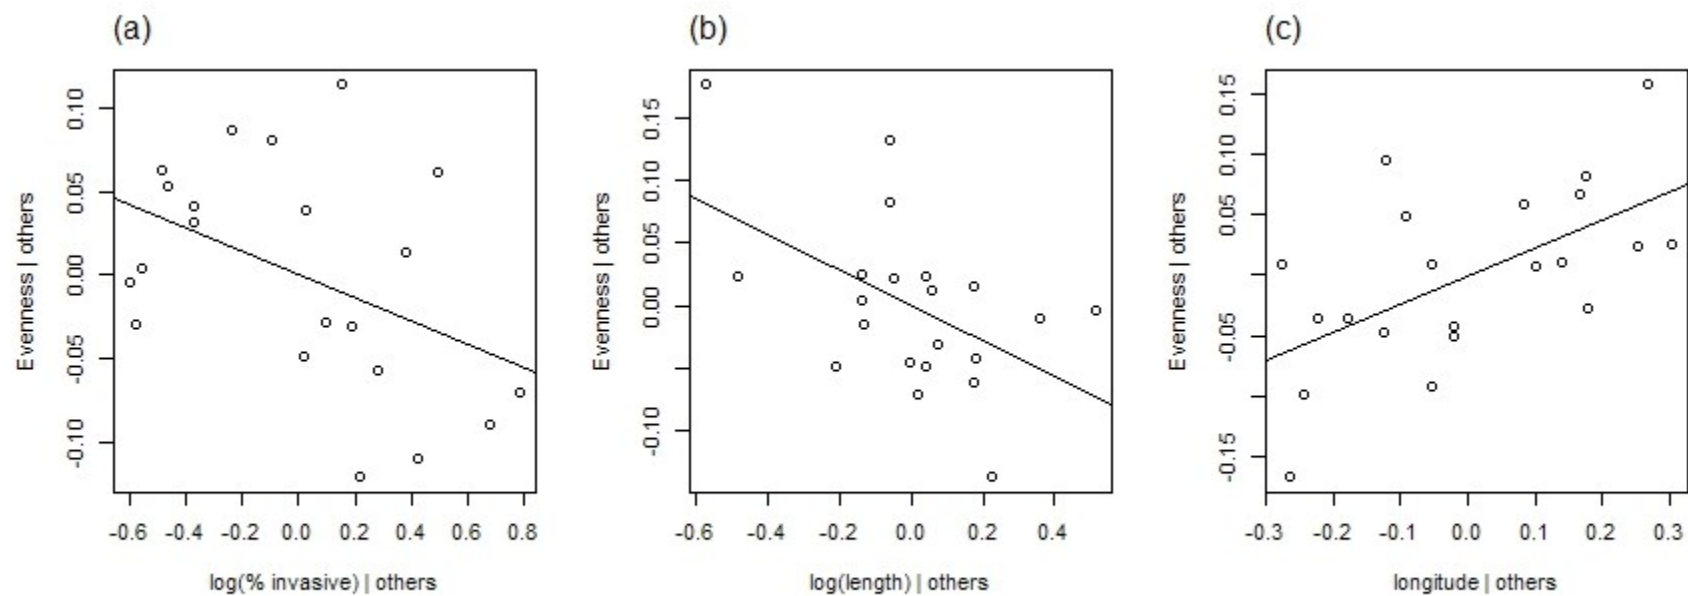 (a)
Evenness | others
0.10
0.05
0.00
-0.05
-0.10
-0.6 -0.4 -0.2 0.0 0.2 0.4 0.6 0.8
log(% invasive) | others
(b)
Evenness | others
0.15
0.10
0.05
0.00
-0.10
-0.6 -0.4 -0.2 0.0 0.2 0.4
log(length) | others
(c)
Evenness | others
0.15
0.10
0.05
-0.05
-0.15
-0.3 -0.2 -0.1 0.0 0.1 0.2 0.3
longitude | others